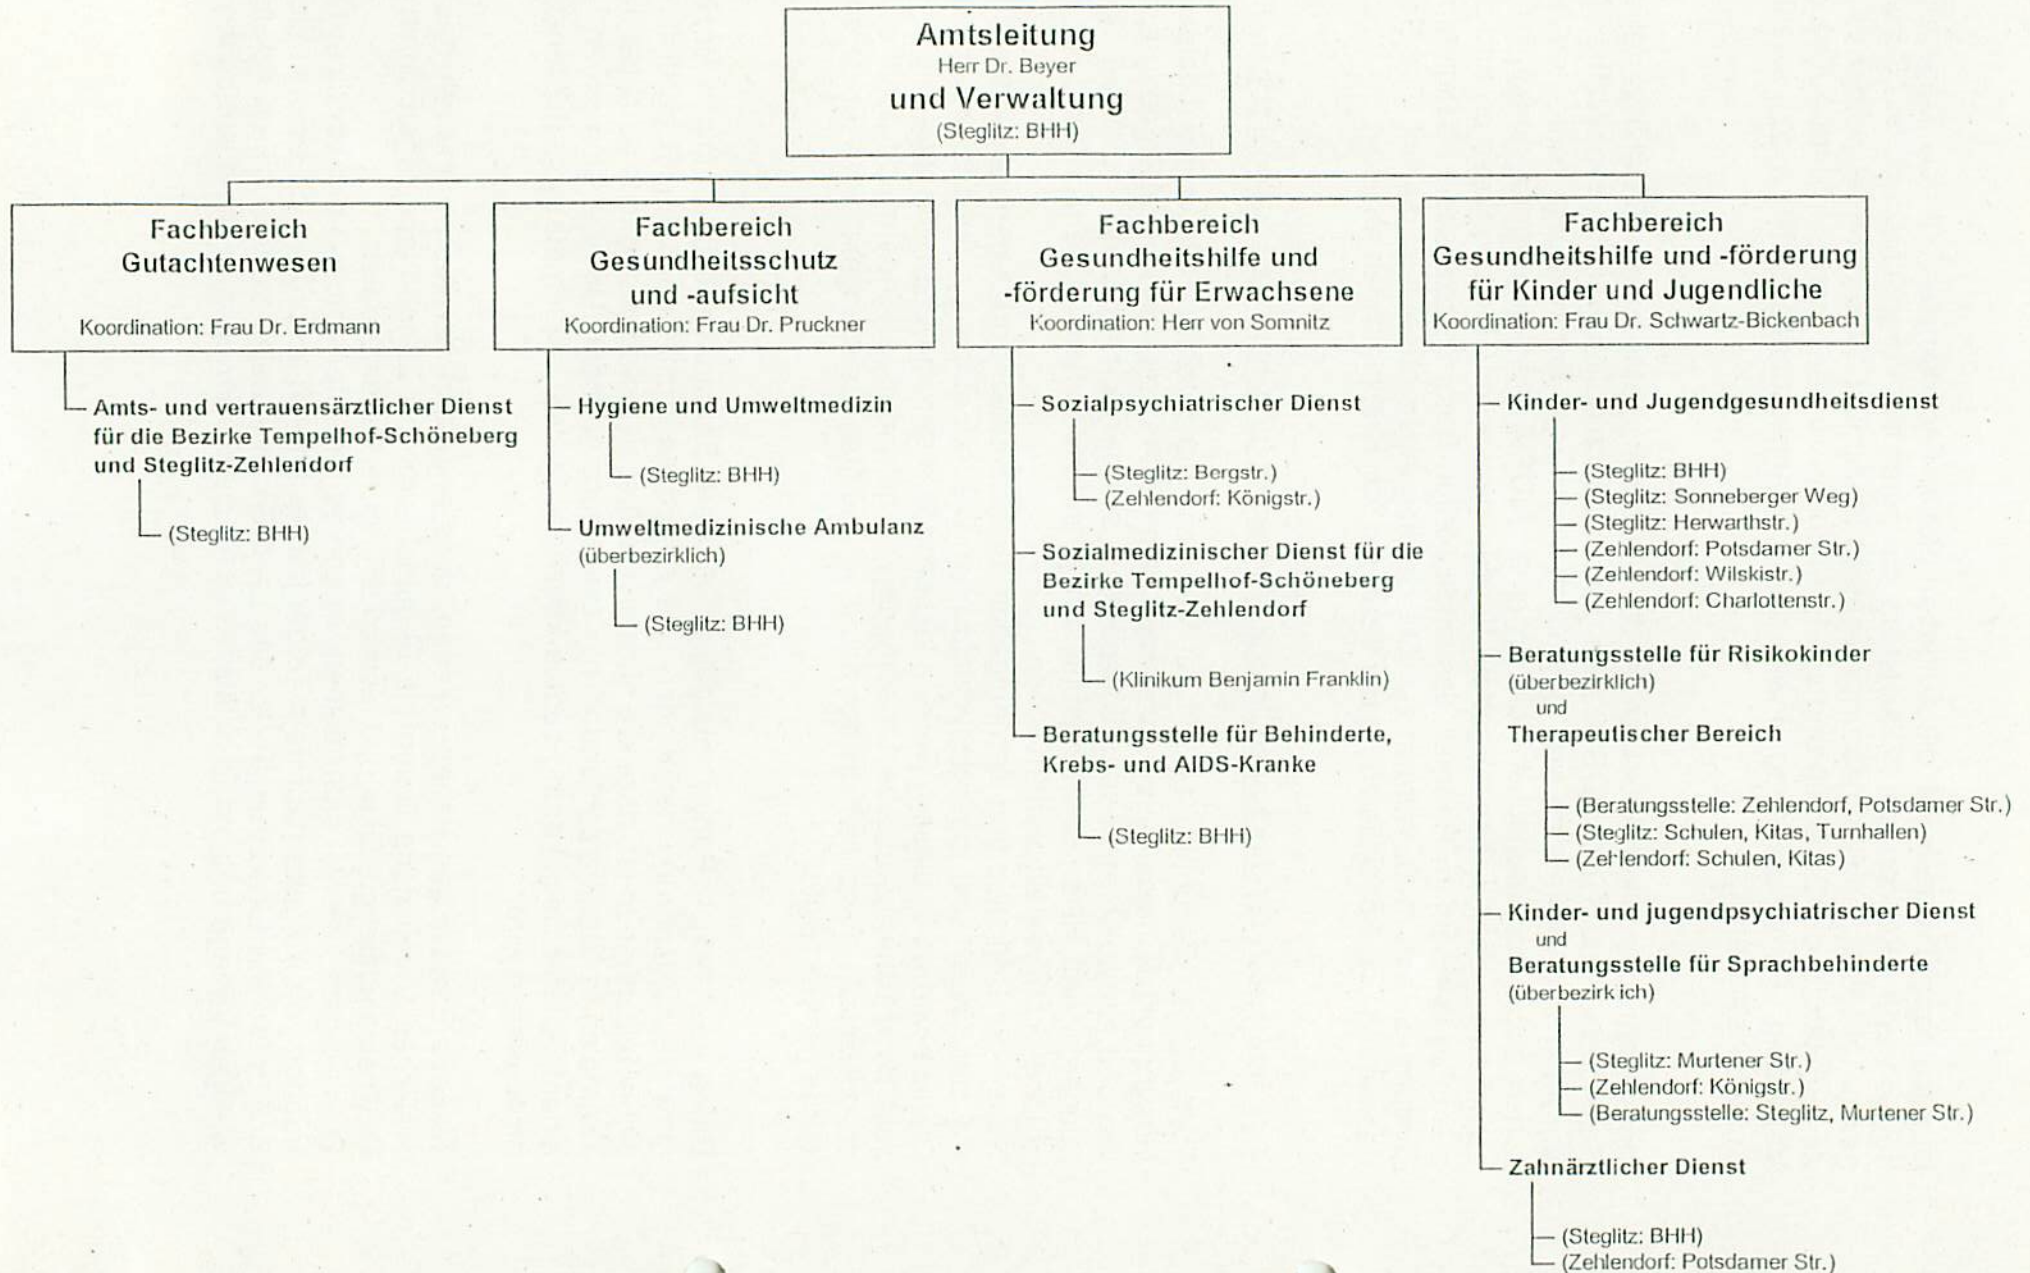 Amtsleitung
Herr Dr. Beyer
und Verwaltung
(Steglitz: BHH)
Fachbereich
Gutachtenwesen
Koordination: Frau Dr. Erdmann
Amts- und vertrauensärztlicher Dienst
für die Bezirke Tempelhof-Schöneberg
und Steglitz-Zehlendorf
(Steglitz: BHH)
Fachbereich
Gesundheitsschutz
und -aufsicht
Koordination: Frau Dr. Pruckner
Hygiene und Umweltmedizin
(Steglitz: BHH)
Umweltmedizinische Ambulanz
(überbezirklich)
(Steglitz: BHH)
Fachbereich
Gesundheitshilfe und
-förderung für Erwachsene
Koordination: Herr von Somnitz
Sozialpsychiatrischer Dienst
(Steglitz: Bergstr.)
(Zehlendorf: Königstr.)
Sozialmedizinischer Dienst für die
Bezirke Tempelhof-Schöneberg
und Steglitz-Zehlendorf
(Klinikum Benjamin Franklin)
Beratungsstelle für Behinderte,
Krebs- und AIDS-Kranke
(Steglitz: BHH)
Fachbereich
Gesundheitshilfe und -förderung
für Kinder und Jugendliche
Koordination: Frau Dr. Schwartz-Bickenbach
Kinder- und Jugendgesundheitsdienst
(Steglitz: BHH)
(Steglitz: Sonneberger Weg)
(Steglitz: Herwarthstr.)
(Zehlendorf: Potsdamer Str.)
(Zehlendorf: Wilskistr.)
(Zehlendorf: Charlottenstr.)
Beratungsstelle für Risikokinder
(überbezirklich)
und
Therapeutischer Bereich
(Beratungsstelle: Zehlendorf, Potsdamer Str.)
(Steglitz: Schulen, Kitas, Turnhallen)
(Zehlendorf: Schulen, Kitas)
Kinder- und jugendpsychiatrischer Dienst
und
Beratungsstelle für Sprachbehinderte
(überbezirklich)
(Steglitz: Murtener Str.)
(Zehlendorf: Königstr.)
(Beratungsstelle: Steglitz, Murtener Str.)
Zahnärztlicher Dienst
(Steglitz: BHH)
(Zehlendorf: Potsdamer Str.)